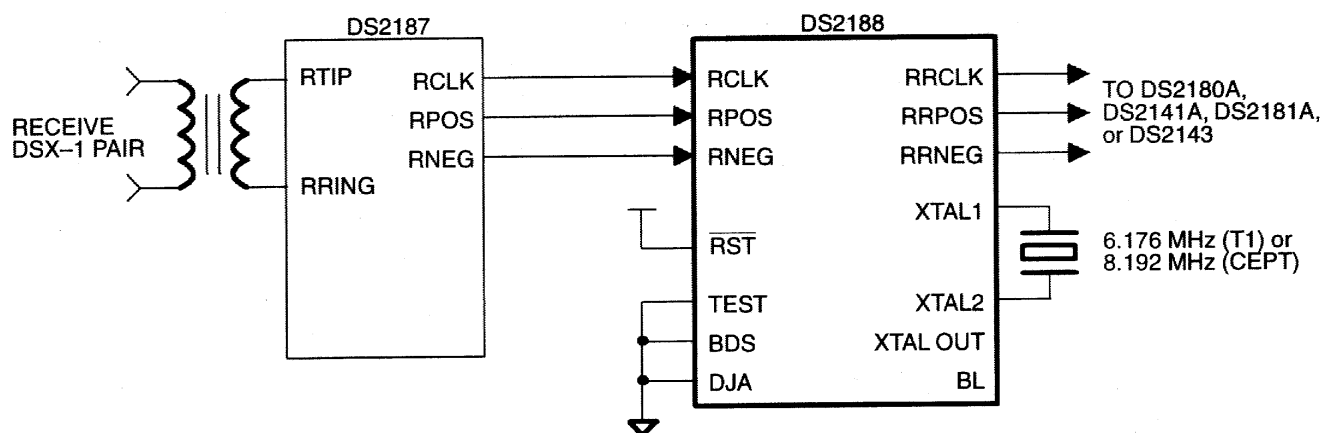 DS2187
DS2188
RTIP
RCLK
RPOS
RNEG
RRING
RECEIVE
DSX–1 PAIR
RCLK
RPOS
RNEG
RST
TEST
BDS
DJA
RRCLK
RRPOS
RRNEG
XTAL1
XTAL2
XTAL OUT
BL
TO DS2180A,
DS2141A, DS2181A,
or DS2143
6.176 MHz (T1) or
8.192 MHz (CEPT)